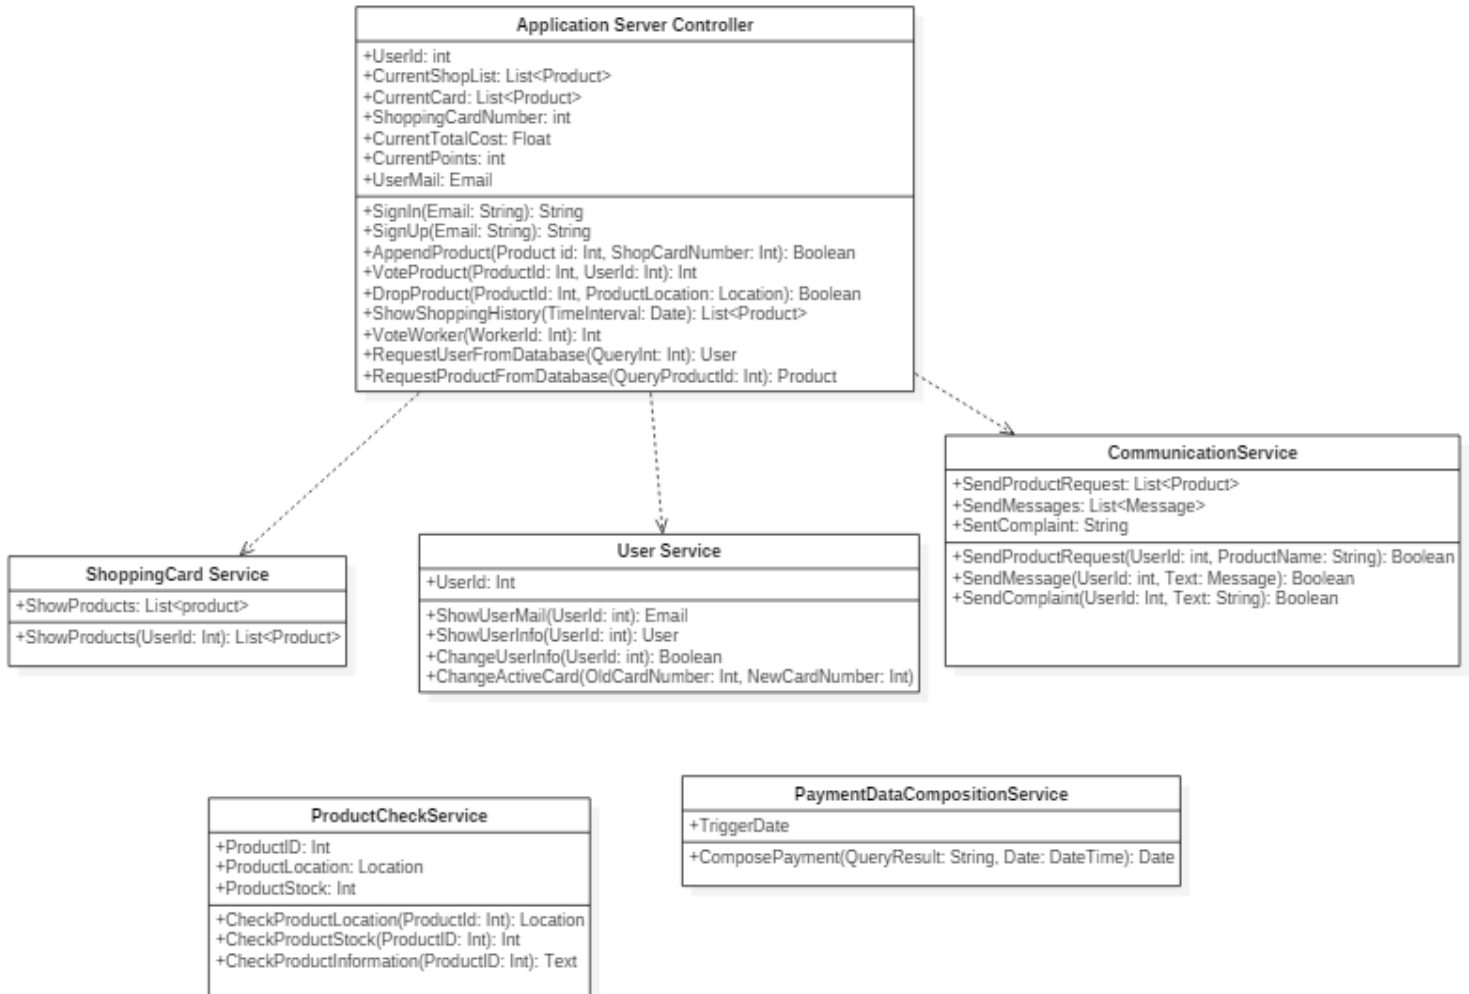 Application Server Controller
+UserId: int
+CurrentShopList: List<Product>
+CurrentCard: List<Product>
+ShoppingCardNumber: int
+CurrentTotalCost: Float
+CurrentPoints: int
+UserMail: Email
+SignIn(Email: String): String
+SignUp(Email: String): String
+AppendProduct(Product id: Int, ShopCardNumber: Int): Boolean
+VoteProduct(ProductId: Int, UserId: Int): Int
+DropProduct(ProductId: Int, ProductLocation: Location): Boolean
+ShowShoppingHistory(TimeInterval: Date): List<Product>
+VoteWorker(WorkerId: Int): Int
+RequestUserFromDatabase(QueryInt: Int): User
+RequestProductFromDatabase(QueryProductId: Int): Product
ShoppingCard Service
+ShowProducts: List<product>
+ShowProducts(UserId: Int): List<Product>
User Service
+UserId: Int
+ShowUserMail(UserId: int): Email
+ShowUserInfo(UserId: int): User
+ChangeUserInfo(UserId: int): Boolean
+ChangeActiveCard(OldCardNumber: Int, NewCardNumber: Int)
CommunicationService
+SendProductRequest: List<Product>
+SendMessages: List<Message>
+SentComplaint: String
+SendProductRequest(UserId: int, ProductName: String): Boolean
+SendMessage(UserId: int, Text: Message): Boolean
+SendComplaint(UserId: Int, Text: String): Boolean
ProductCheckService
+ProductID: Int
+ProductLocation: Location
+ProductStock: Int
+CheckProductLocation(ProductId: Int): Location
+CheckProductStock(ProductID: Int): Int
+CheckProductInformation(ProductID: Int): Text
PaymentDataCompositionService
+TriggerDate
+ComposePayment(QueryResult: String, Date: DateTime): Date